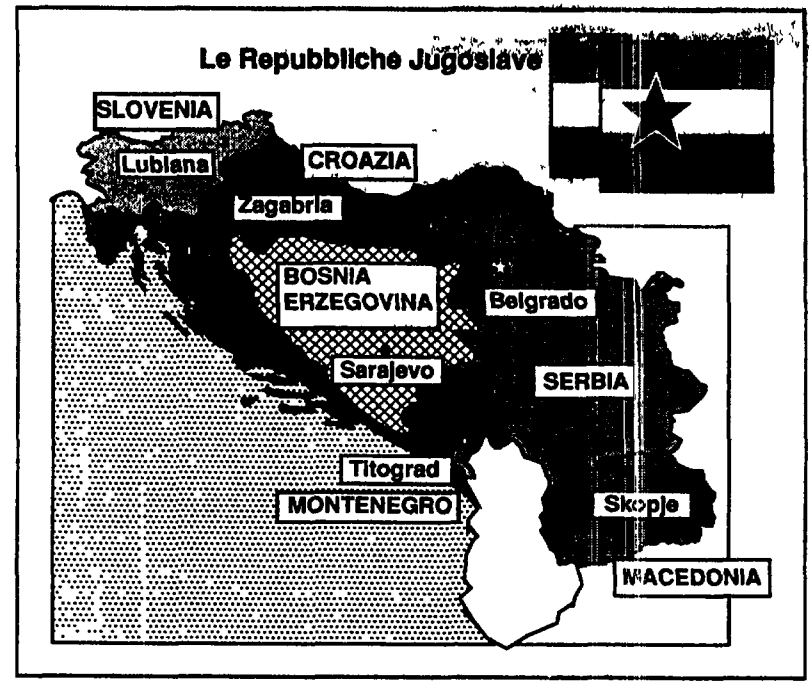 Le Repubbliche Jugoslave
SLOVENIA
Lubiana
CROAZIA
Zagabria
BOSNIA
ERZEGOVINA
Belgrado
Sarajevo
SERBIA
Titograd
MONTENEGRO
Skopje
MACEDONIA